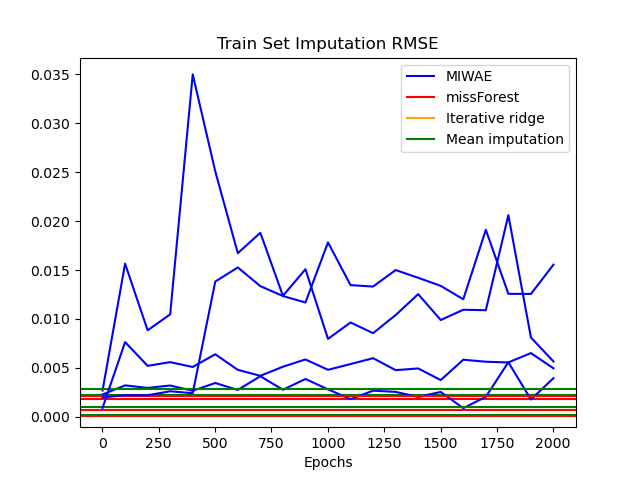 Train Set Imputation RMSE
0.035
0.030
0.025
0.020
0.015
0.010
0.005
0.000
MIWAE
missForest
Iterative ridge
Mean imputation
0 250 500 750 1000 1250 1500 1750 2000
Epochs